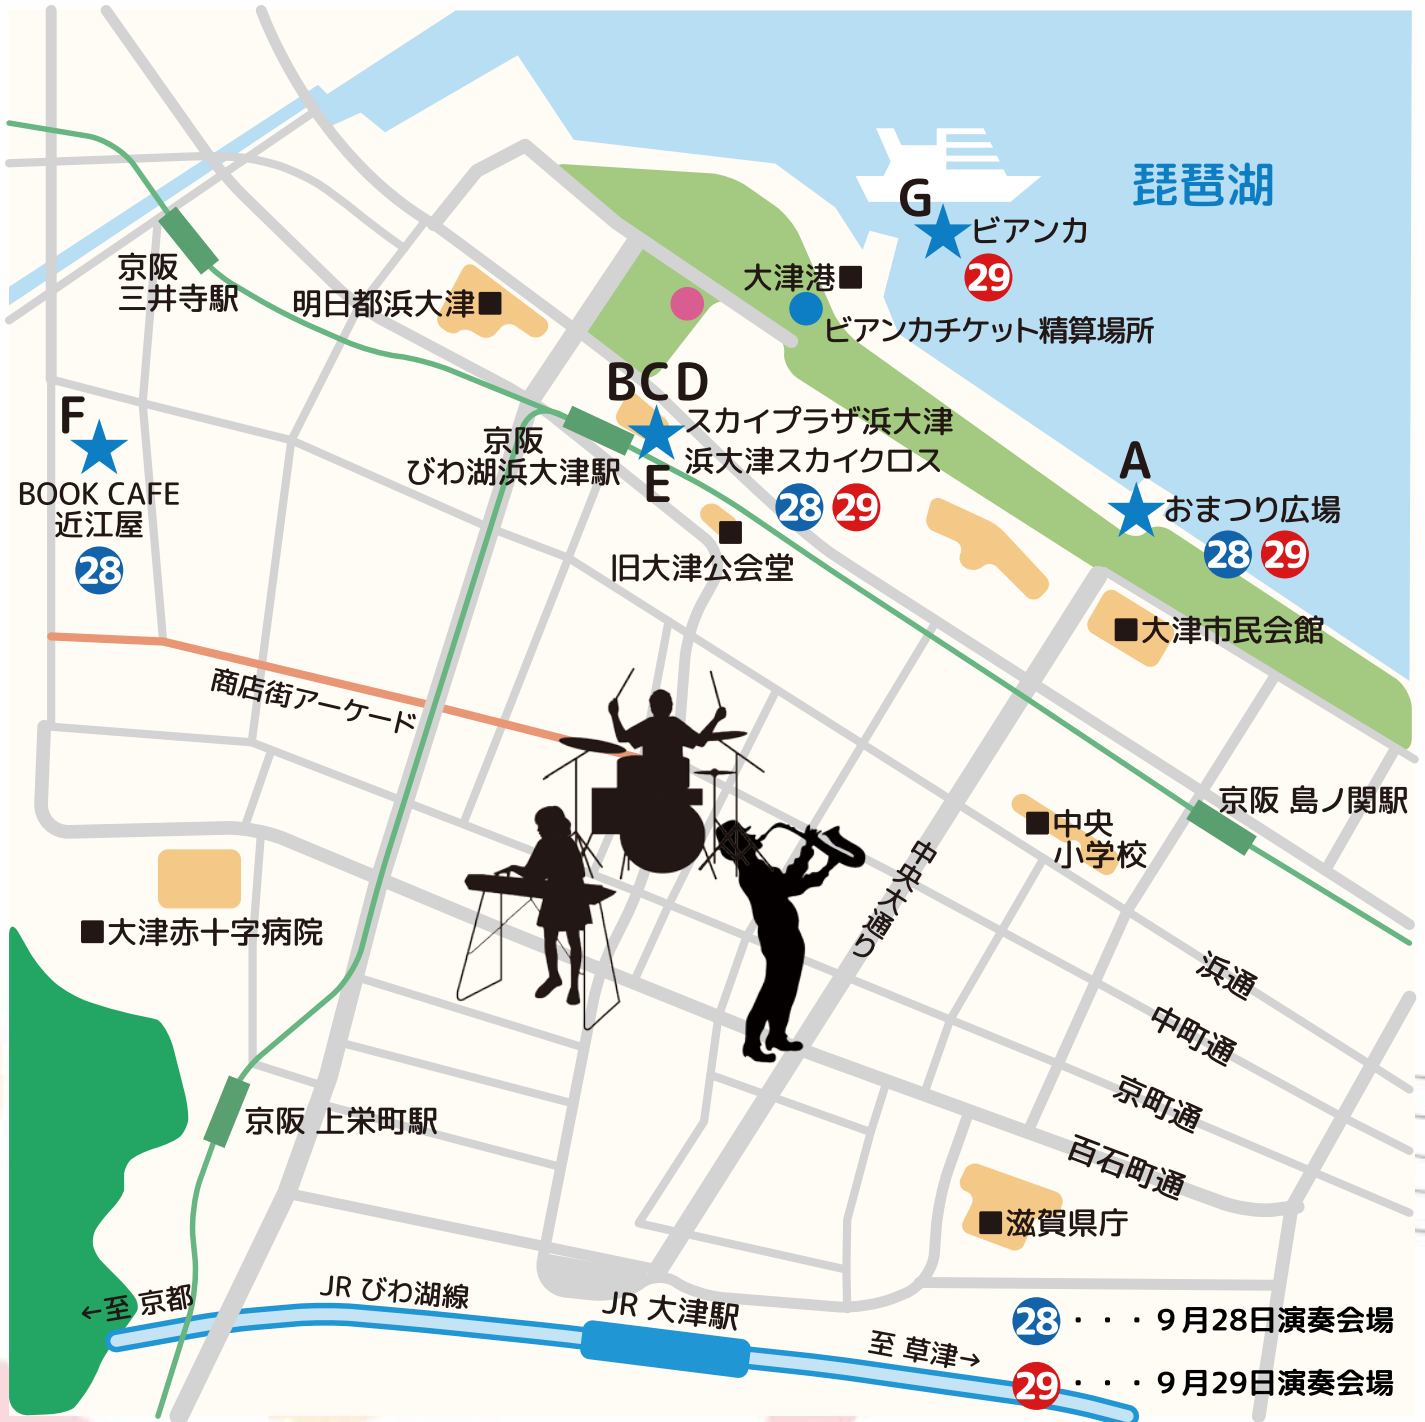 琵琶湖
G
ビアンカ
29
大津港
ビアンカチケット精算場所
京阪
三井寺駅
明日都浜大津
BCD
スカイプラザ浜大津
浜大津スカイクロス
E
28 29
F
BOOK CAFE
近江屋
28
京阪
びわ湖浜大津駅
旧大津公会堂
A
おまつり広場
28 29
大津市民会館
商店街アーケード
京阪 島ノ関駅
中央
小学校
中央大通り
大津赤十字病院
浜通
中町通
京町通
百石町通
京阪 上栄町駅
滋賀県庁
←至 京都
JR びわ湖線
JR 大津駅
至 草津→
28 ・・・９月28日演奏会場
29 ・・・９月29日演奏会場